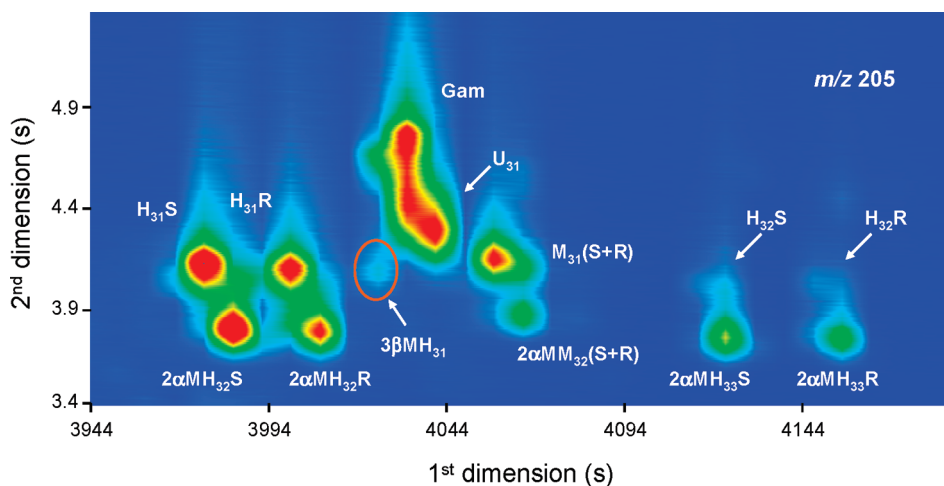 m/z 205
Gam
U₃₁
H₃₁S
H₃₁R
H₃₂S
H₃₂R
M₃₁(S+R)
3βMH₃₁
2αMM₃₂(S+R)
2αMH₃₂S
2αMH₃₂R
2αMH₃₃S
2αMH₃₃R
2ⁿᵈ dimension (s)
4.9
4.4
3.9
3.4
3944
3994
4044
4094
4144
1ˢᵗ dimension (s)